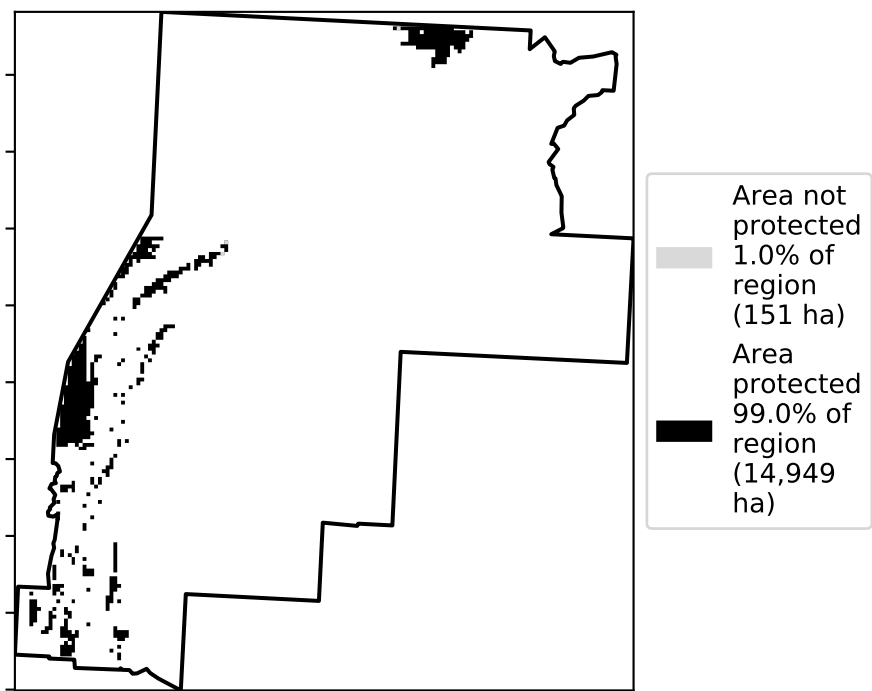 Area not
protected
1.0% of
region
(151 ha)
Area
protected
99.0% of
region
(14,949
ha)